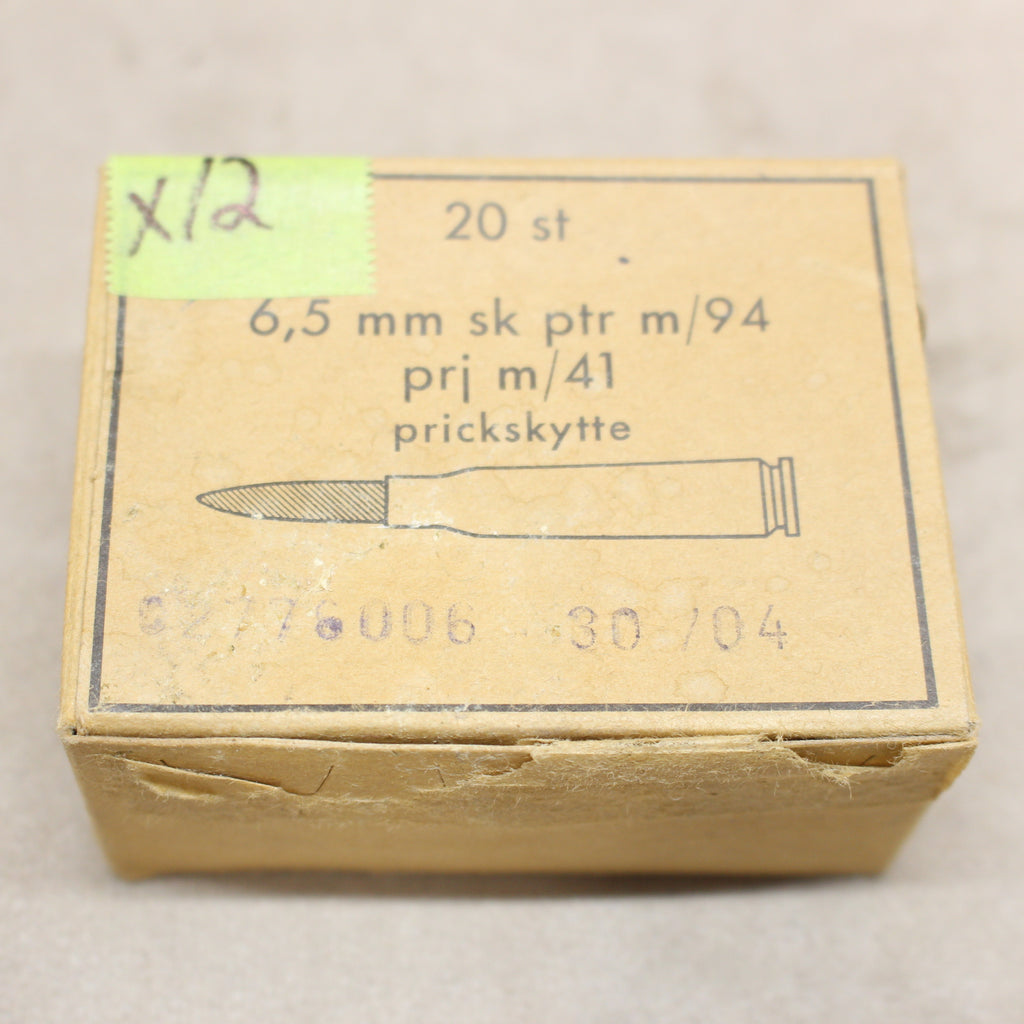 x12
20 st
6,5 mm sk ptr m/94
prj m/41
prickskytte
30 /04